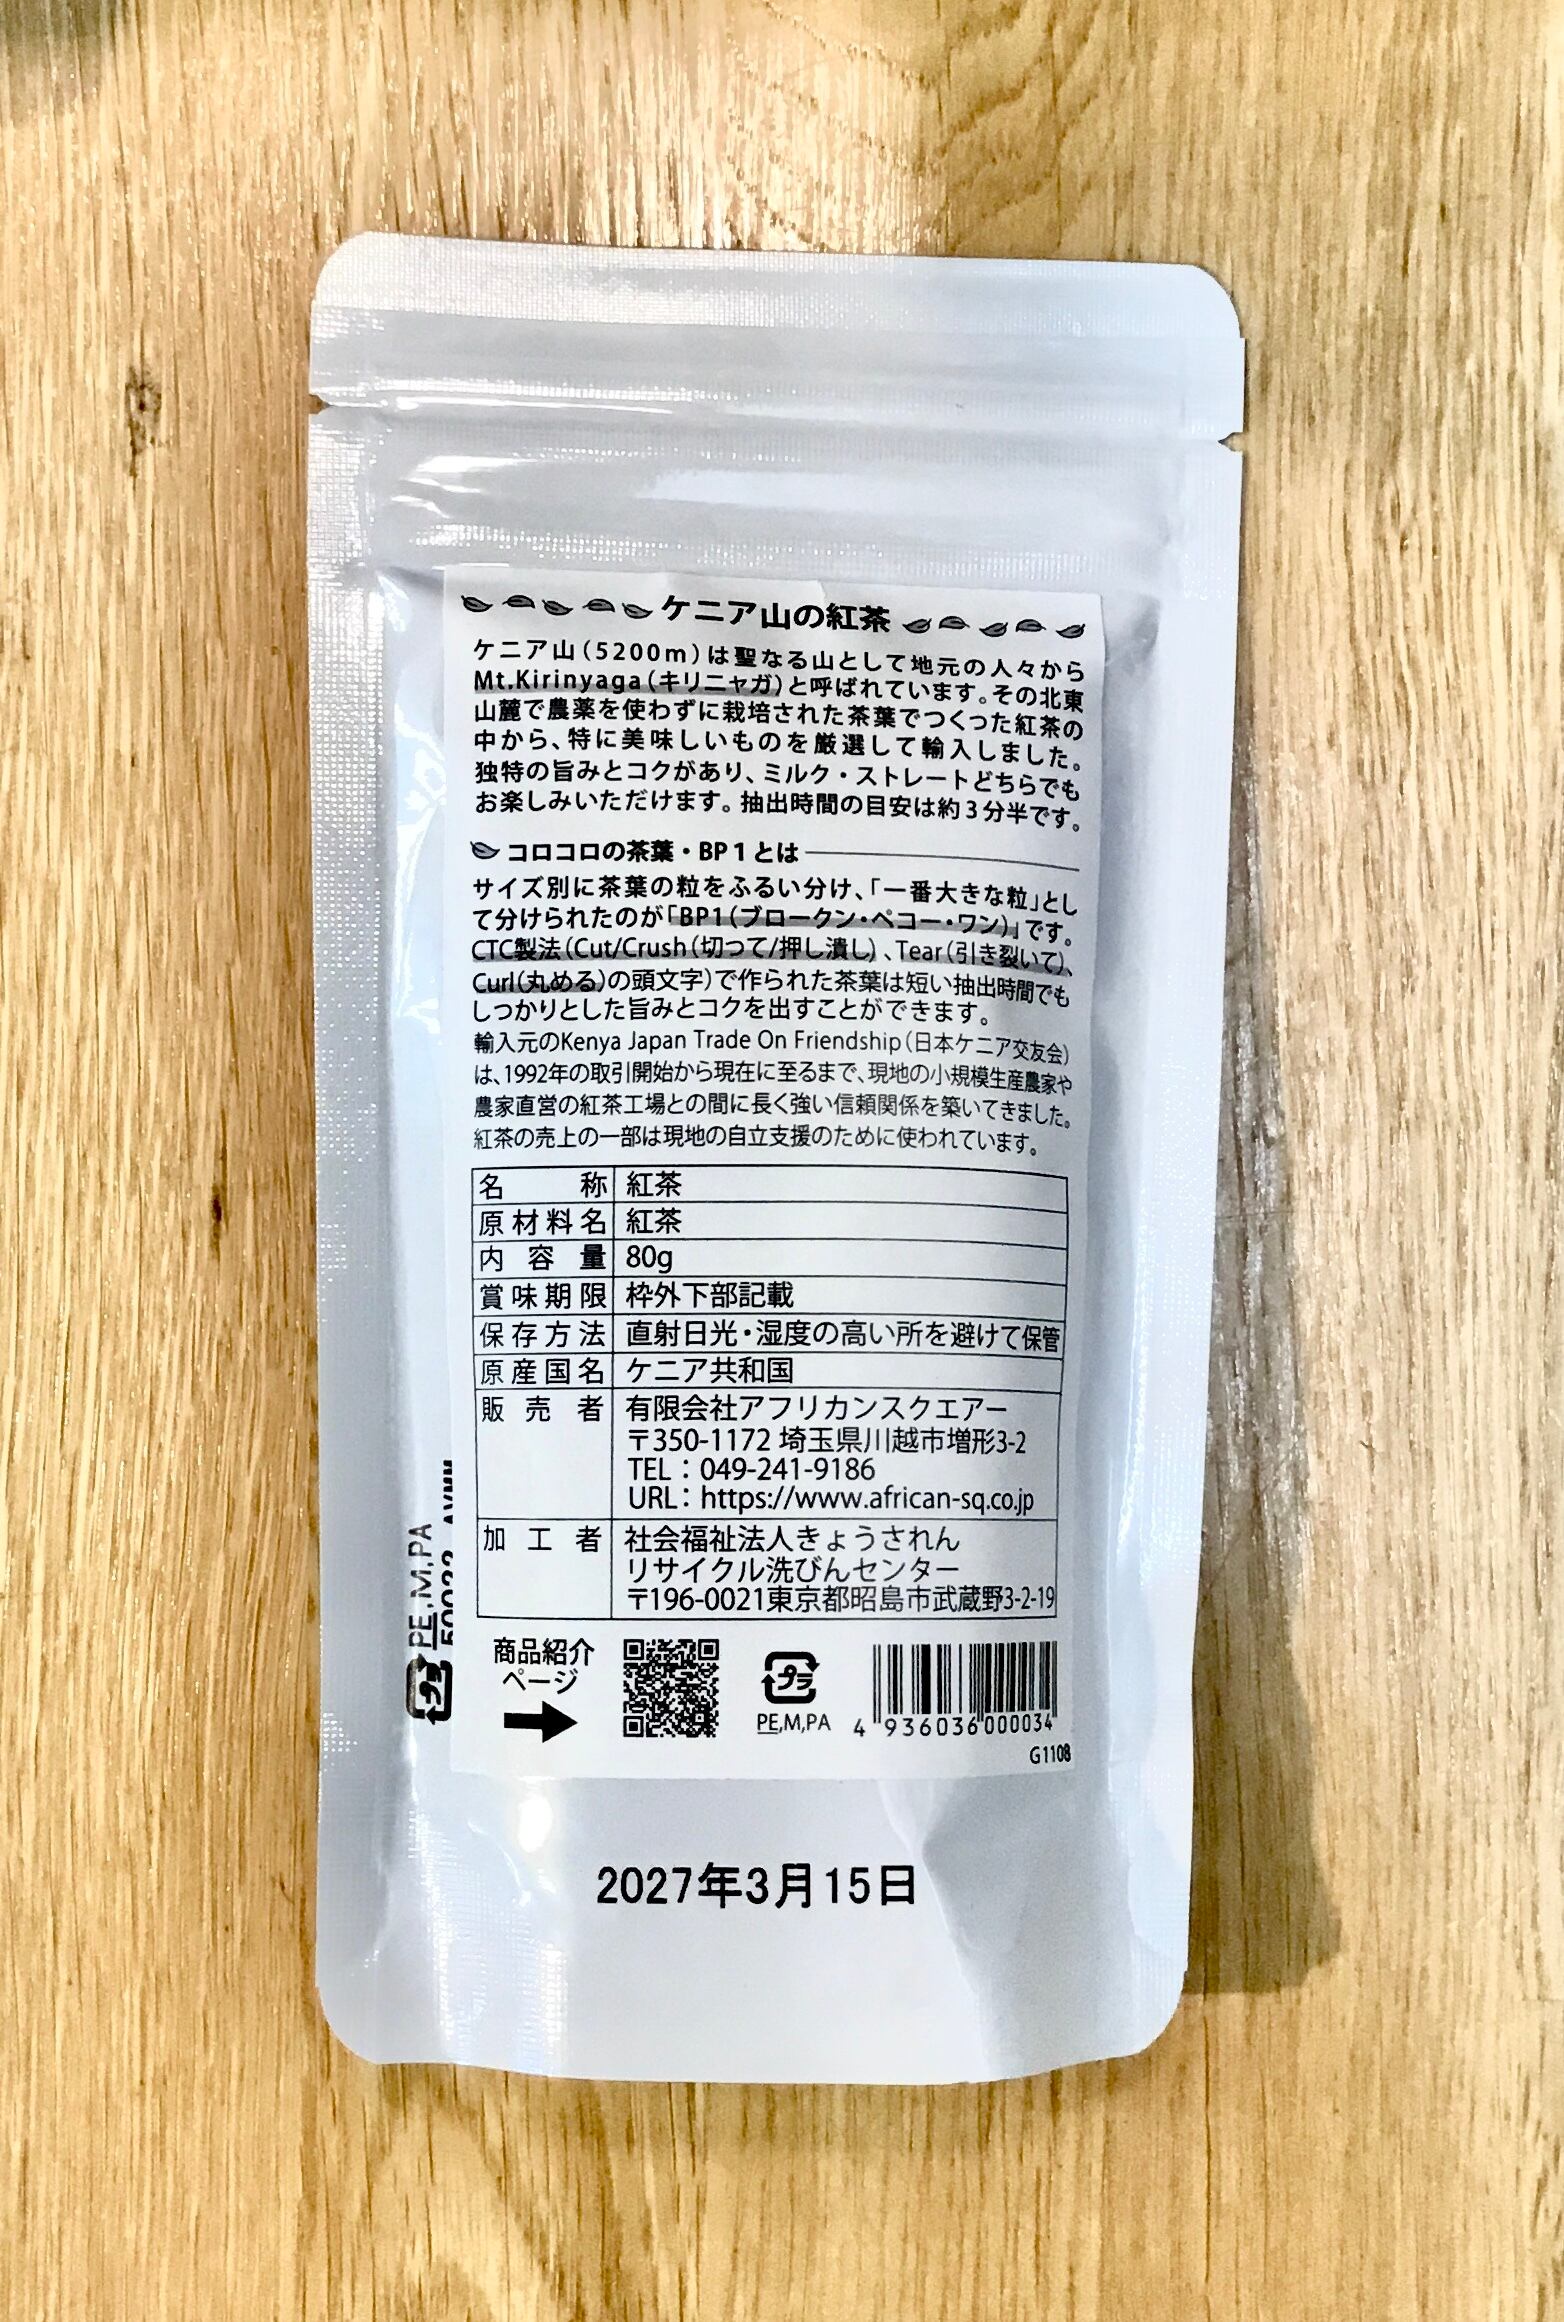 ケニア山の紅茶
ケニア山(5200m)は聖なる山として地元の人々から
Mt.Kirinyaga(キリニャガ)と呼ばれています。その北東
山麓で農薬を使わずに栽培された茶葉でつくった紅茶の
中から、特に美味しいものを厳選して輸入しました。
独特の旨みとコクがあり、ミルク・ストレートどちらでも
お楽しみいただけます。抽出時間の目安は約3分半です。
コロコロの茶葉・BP1とは
サイズ別に茶葉の粒をふるい分け、「一番大きな粒」とし
て分けられたのが「BP1(ブロークン・ペコー・ワン)」です。
CTC製法(Cut/Crush(切つて/押し潰し)、Tear(引き裂いて)、
Curl(丸める)の頭文字)で作られた茶葉は短い抽出時間でも
しっかりとした旨みとコクを出すことができます。
輸入元のKenya Japan Trade On Friendship(日本ケニア交友会)
は、1992年の取引開始から現在に至るまで、現地の小規模生産農家や
農家直営の紅茶工場との間に長く強い信頼関係を築いてきました。
紅茶の売上の一部は現地の自立支援のために使われています。
名称 紅茶
原材料名 紅茶
内容量 80g
賞味期限 枠外下部記載
保存方法 直射日光・湿度の高い所を避けて保管
原産国名 ケニア共和国
販売者 有限会社アフリカンスクエアー
〒350-1172 埼玉県川越市増形3-2
TEL：049-241-9186
URL：https://www.african-sq.co.jp
加工者 社会福祉法人きょうされん
リサイクル洗びんセンター
〒196-0021東京都昭島市武蔵野3-2-19
商品紹介
ページ
プラ
PE,M,PA
4 936036 000034
G1108
プラ PE,M,PA
2027年3月15日